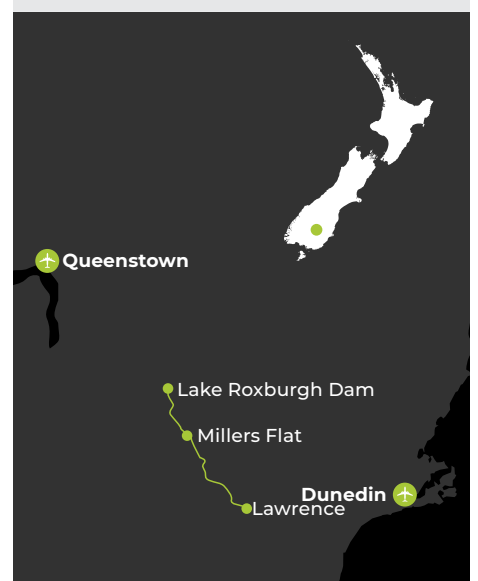 Queenstown
Lake Roxburgh Dam
Millers Flat
Dunedin
Lawrence